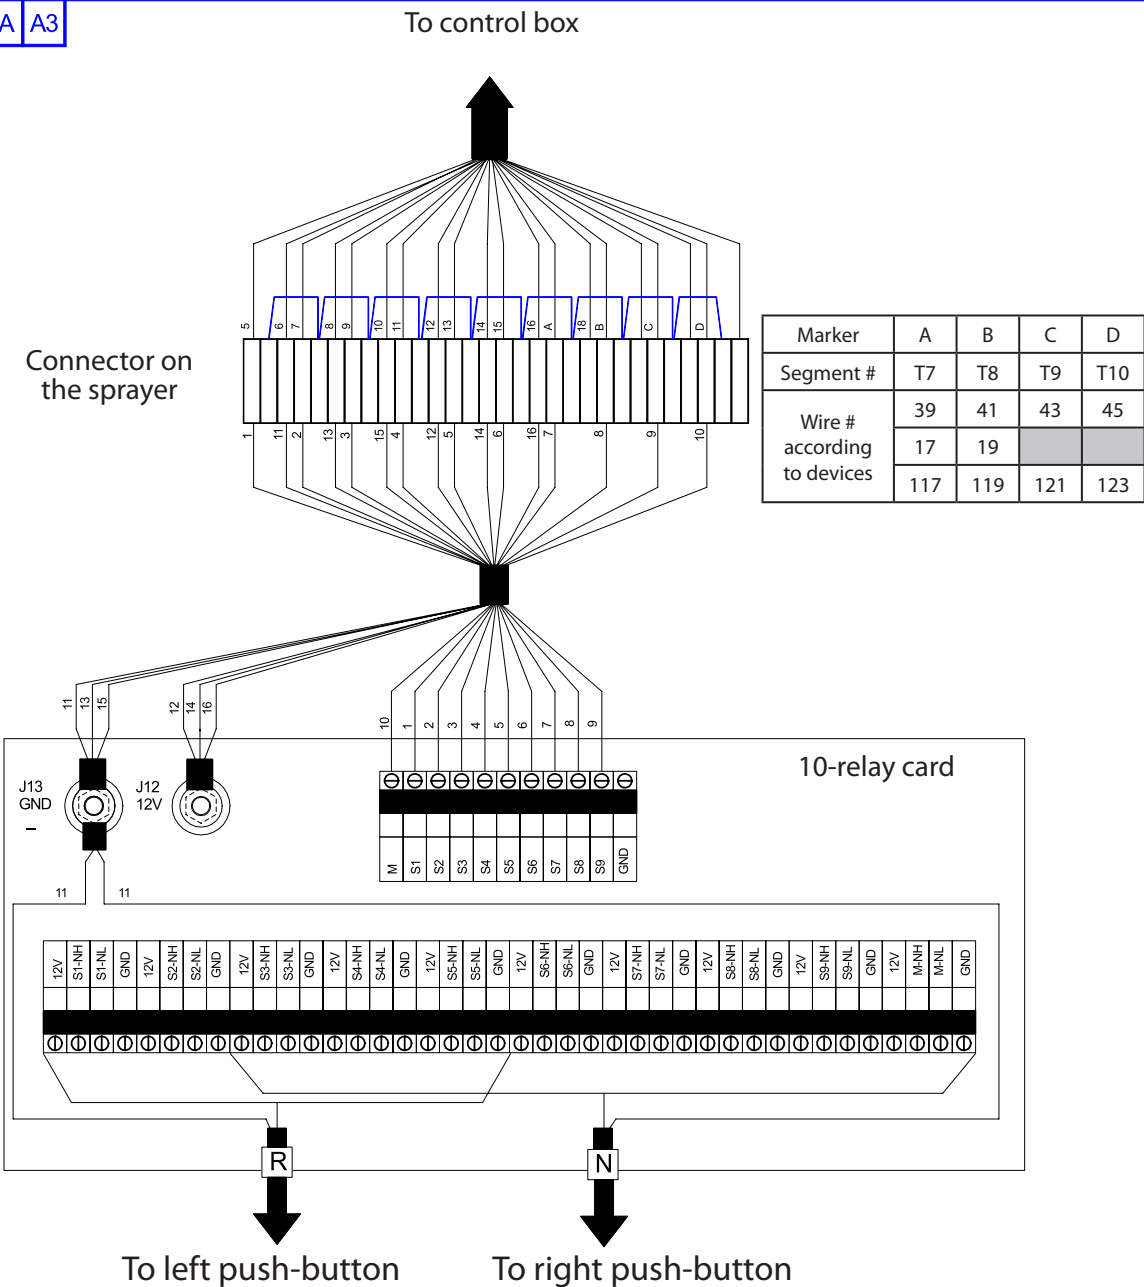 A A3
To control box
5 6 7 8 9 10 11 12 13 14 15 16 A 18 B C D
Connector on
the sprayer
1 11 2 13 3 15 4 12 5 14 6 16 7 8 9 10
Marker A B C D
Segment # T7 T8 T9 T10
Wire #
according
to devices
39 41 43 45
17 19
117 119 121 123
11 13 15 12 14 16
10 1 2 3 4 5 6 7 8 9
10-relay card
J13
GND
–
J12
12V
M S1 S2 S3 S4 S5 S6 S7 S8 S9 GND
11 11
12V S1-NH S1-NL GND 12V S2-NH S2-NL GND 12V S3-NH S3-NL GND 12V S4-NH S4-NL GND 12V S5-NH S5-NL GND 12V S6-NH S6-NL GND 12V S7-NH S7-NL GND 12V S8-NH S8-NL GND 12V S9-NH S9-NL GND 12V M-NH M-NL GND
R N
To left push-button To right push-button